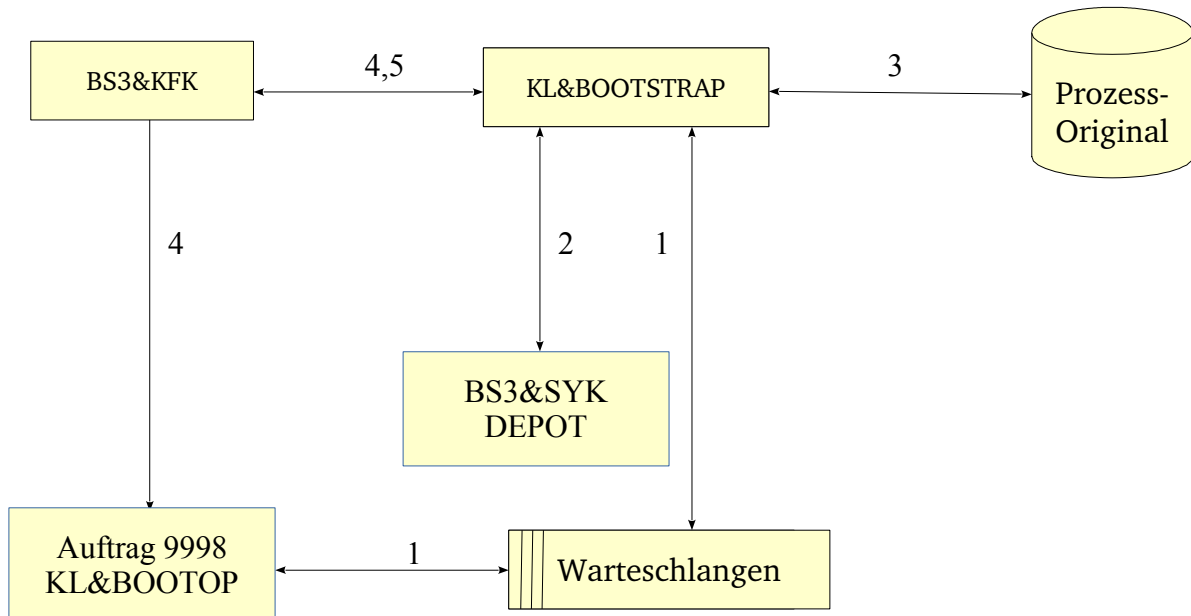 BS3&KFK
4,5
KL&BOOTSTRAP
3
Prozess-
Original
4
2
1
BS3&SYK
DEPOT
Auftrag 9998
KL&BOOTOP
1
Warteschlangen